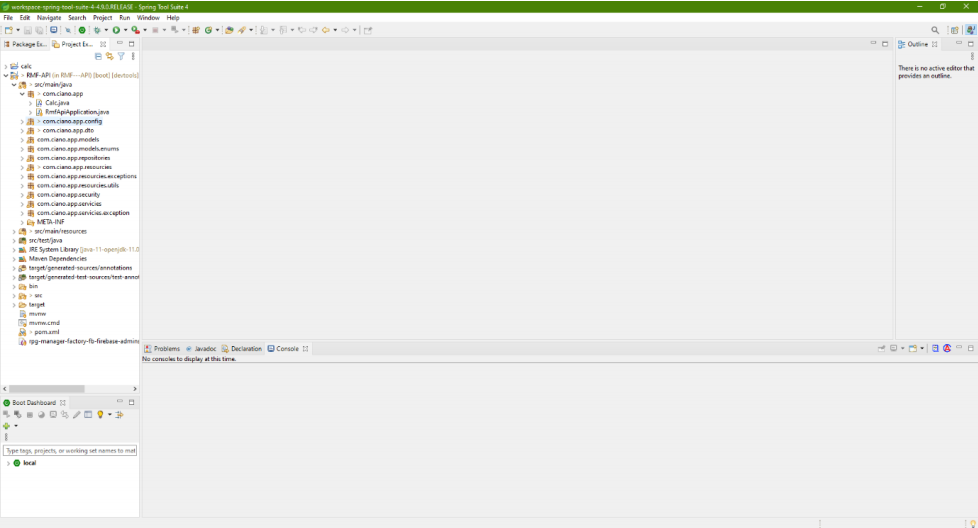 workspace-spring-tool-suite-4-4.9.0.RELEASE - Spring Tool Suite 4
File Edit Navigate Search Project Run Window Help
Package Ex... Project Ex...
Outline
There is no active editor that
provides an outline.
calc
> RMF-API (in RMF---API) [boot] [devtools]
> src/main/java
> com.ciano.app
Calc.java
RmfApiApplication.java
> com.ciano.app.config
> com.ciano.app.dto
com.ciano.app.models
com.ciano.app.models.enums
com.ciano.app.repositories
> com.ciano.app.resources
com.ciano.app.resources.exceptions
com.ciano.app.resources.utils
com.ciano.app.security
com.ciano.app.servicies
com.ciano.app.servicies.exception
META-INF
> src/main/resources
src/test/java
JRE System Library [java-11-openjdk-11.0
Maven Dependencies
target/generated-sources/annotations
target/generated-test-sources/test-annot
bin
> src
target
mvnw
mvnw.cmd
> pom.xml
rpg-manager-factory-fb-firebase-admins
Problems Javadoc Declaration Console
No consoles to display at this time.
Boot Dashboard
Type tags, projects, or working set names to mat
local